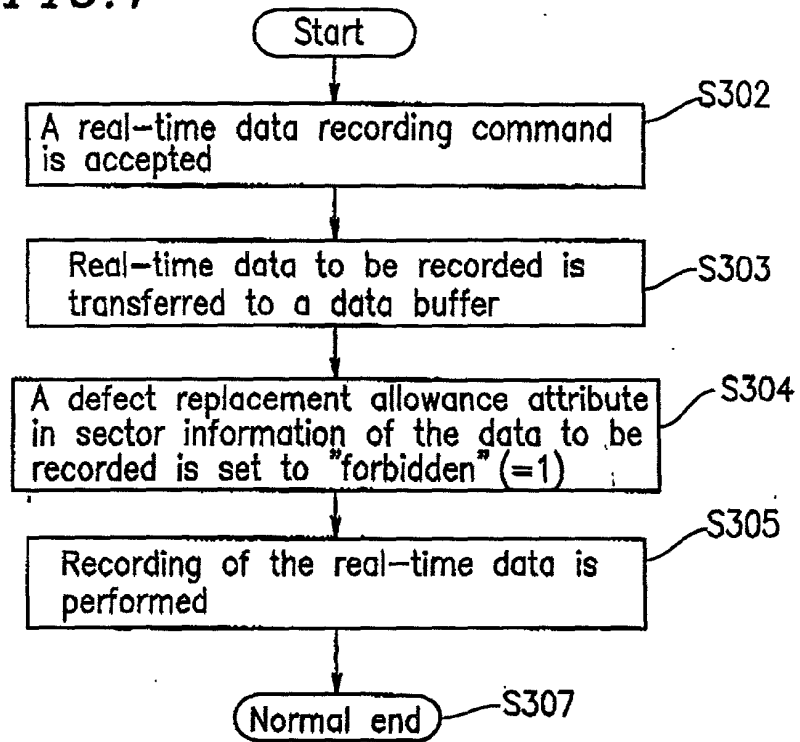 Start
S302
A real-time data recording command
is accepted
S303
Real-time data to be recorded is
transferred to a data buffer
S304
A defect replacement allowance attribute
in sector information of the data to be
recorded is set to "forbidden" (=1)
S305
Recording of the real-time data is
performed
Normal end
S307